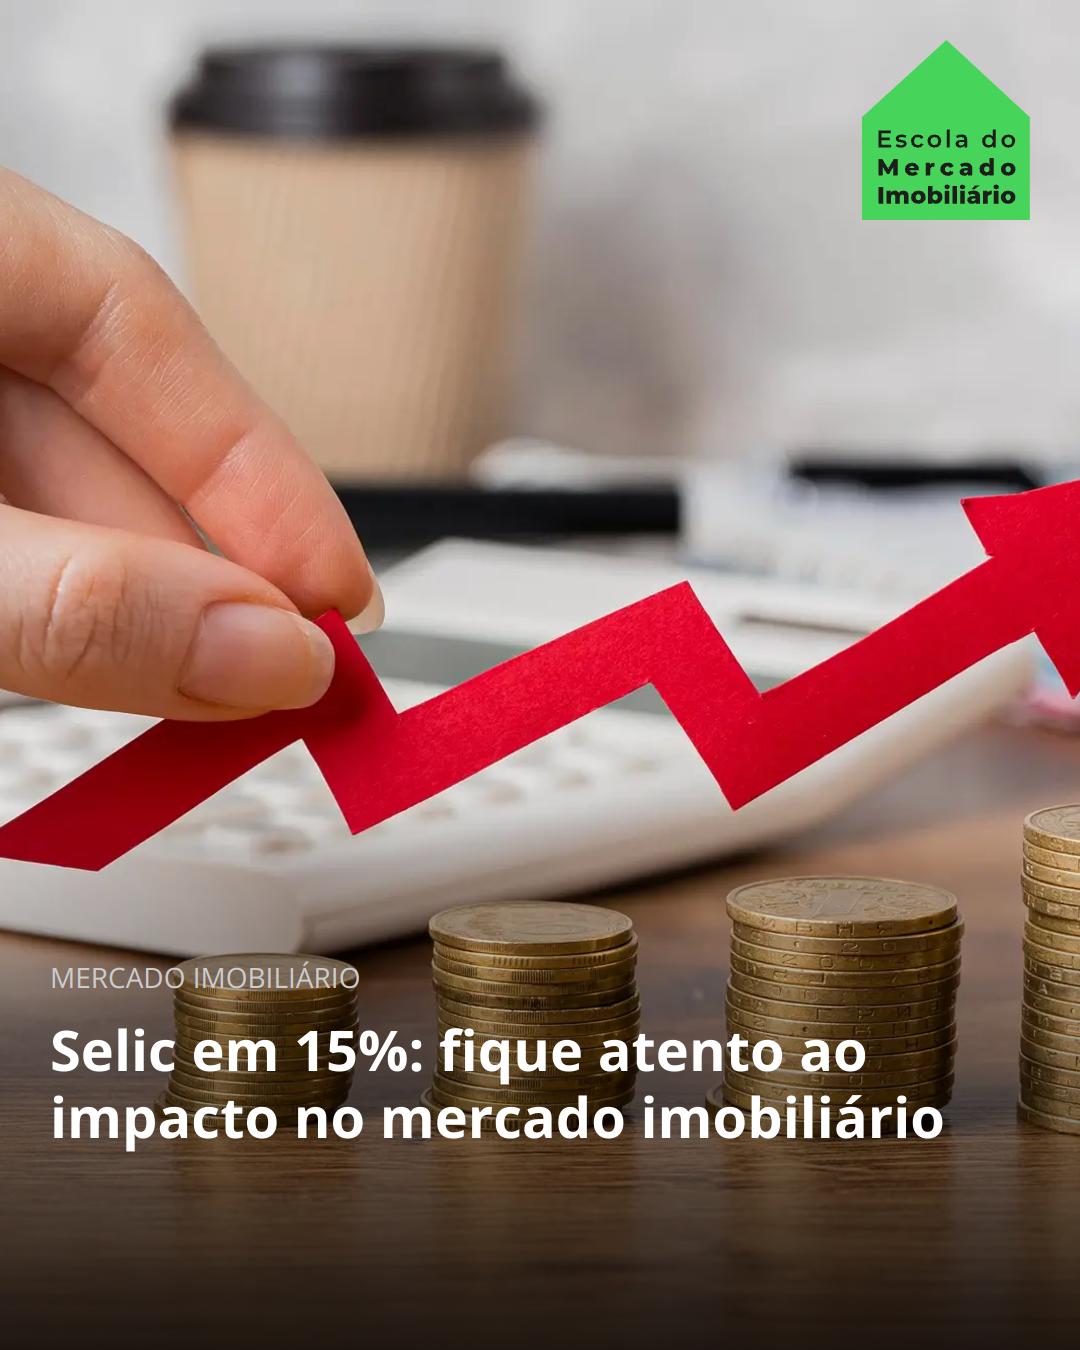 Escola do
Mercado
Imobiliário
MERCADO IMOBILIÁRIO
Selic em 15%: fique atento ao
impacto no mercado imobiliário